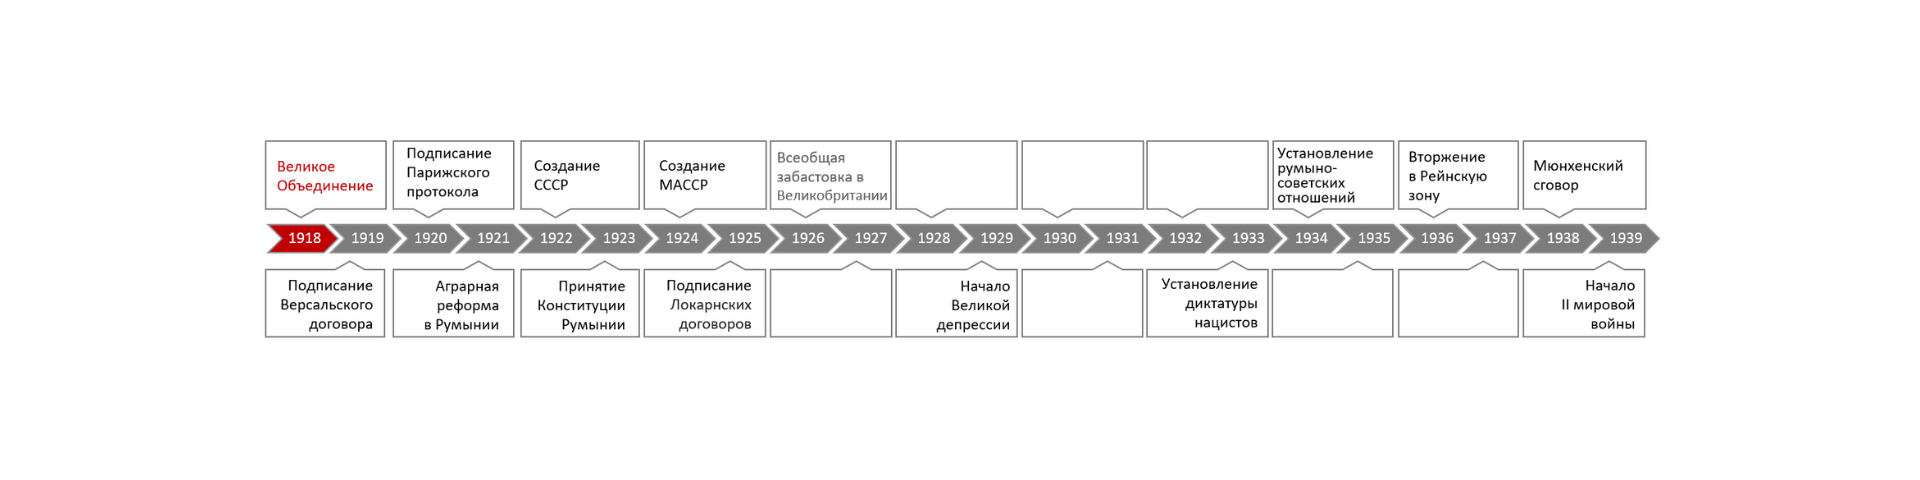 Великое
Объединение
Подписание
Парижского
протокола
Создание
СССР
Создание
МАССР
Всеобщая
забастовка в
Великобритании
Установление
румыно-
советских
отношений
Вторжение
в Рейнскую
зону
Мюнхенский
сговор
1918 1919 1920 1921 1922 1923 1924 1925 1926 1927 1928 1929 1930 1931 1932 1933 1934 1935 1936 1937 1938 1939
Подписание
Версальского
договора
Аграрная
реформа
в Румынии
Принятие
Конституции
Румынии
Подписание
Локарнских
договоров
Начало
Великой
депрессии
Установление
диктатуры
нацистов
Начало
II мировой
войны